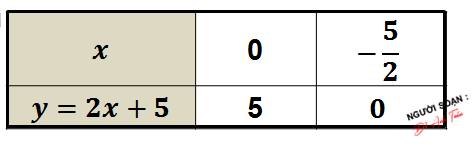 x 0 −5/2
y = 2x + 5 5 0
NGƯỜI SOẠN :